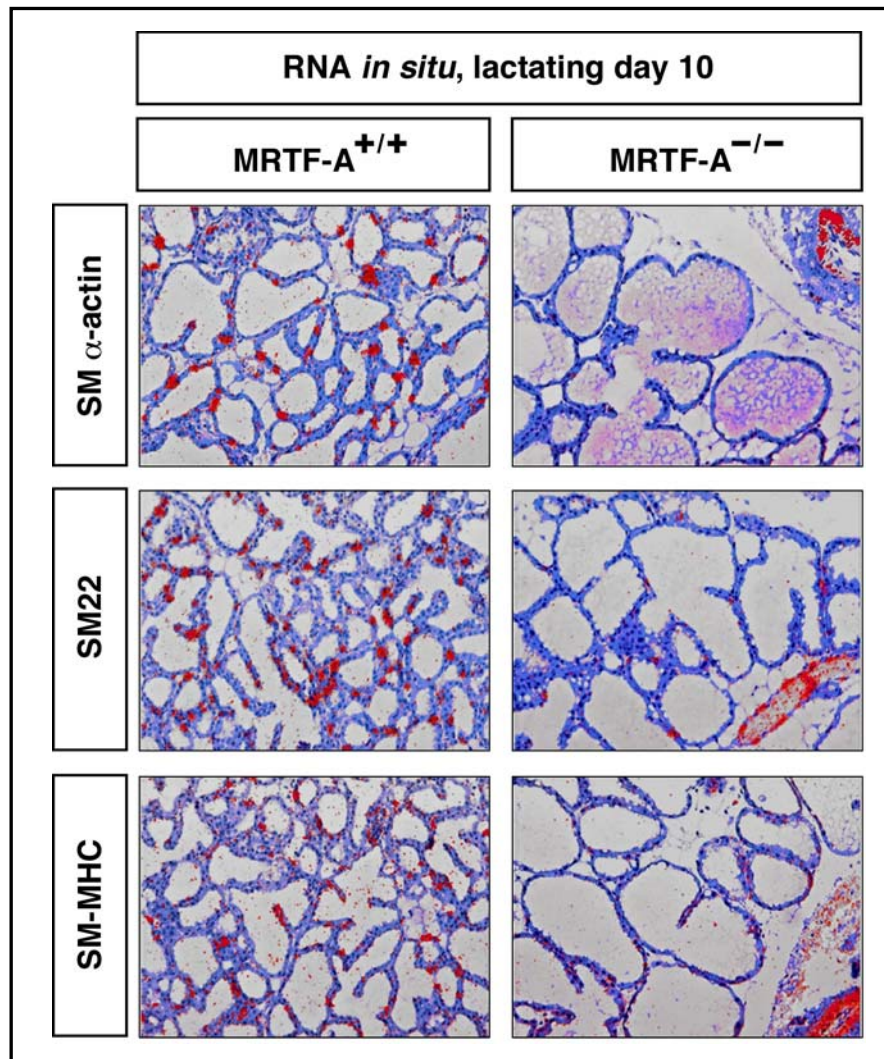 RNA in situ, lactating day 10
MRTF-A+/+
MRTF-A−/−
SM α-actin
SM22
SM-MHC